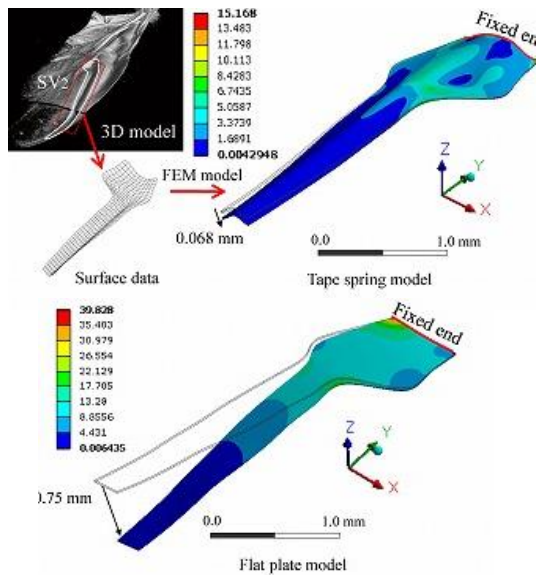 SV2
3D model
15.168
13.483
11.798
10.113
8.4283
6.7435
5.0587
3.3739
1.6891
0.0042948
Fixed end
FEM model
Z
Y
X
0.068 mm
0.0
1.0 mm
Surface data
Tape spring model
39.828
35.403
30.979
26.554
22.129
17.705
13.28
8.8556
4.431
0.006435
Fixed end
Z
Y
X
0.75 mm
0.0
1.0 mm
Flat plate model